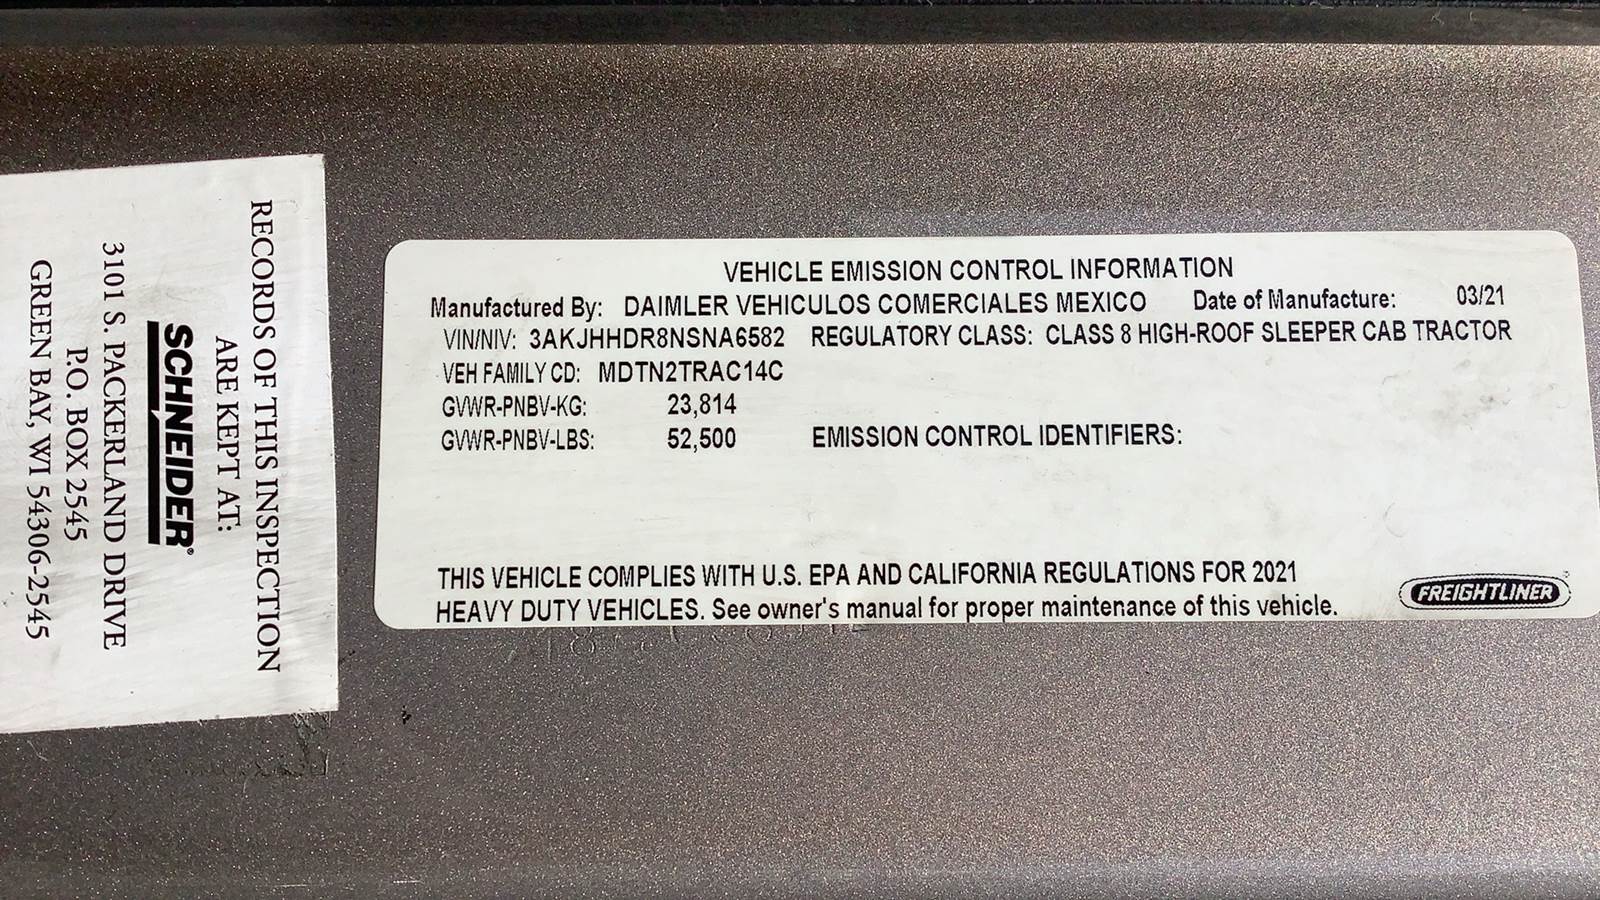 RECORDS OF THIS INSPECTION
ARE KEPT AT:
SCHNEIDER®
3101 S. PACKERLAND DRIVE
P.O. BOX 2545
GREEN BAY, WI 54306-2545
VEHICLE EMISSION CONTROL INFORMATION
Manufactured By: DAIMLER VEHICULOS COMERCIALES MEXICO Date of Manufacture: 03/21
VIN/NIV: 3AKJHHDR8NSNA6582 REGULATORY CLASS: CLASS 8 HIGH-ROOF SLEEPER CAB TRACTOR
VEH FAMILY CD: MDTN2TRAC14C
GVWR-PNBV-KG: 23,814
GVWR-PNBV-LBS: 52,500 EMISSION CONTROL IDENTIFIERS:
THIS VEHICLE COMPLIES WITH U.S. EPA AND CALIFORNIA REGULATIONS FOR 2021
HEAVY DUTY VEHICLES. See owner's manual for proper maintenance of this vehicle.
FREIGHTLINER